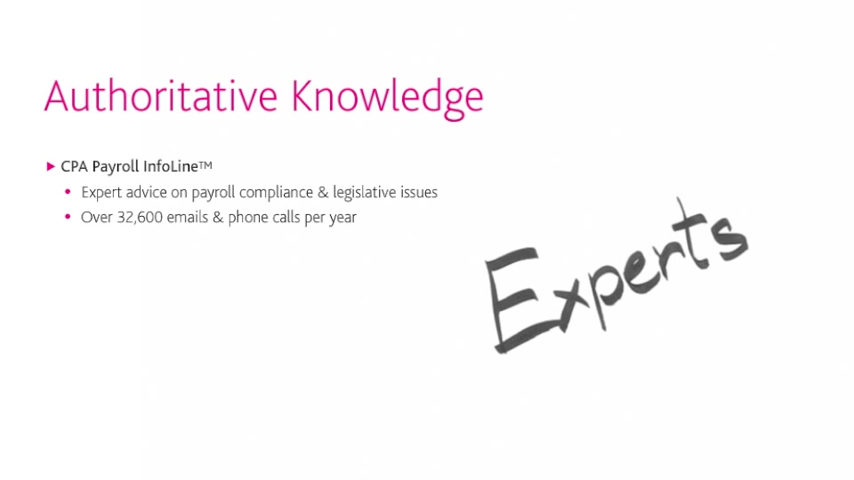 Authoritative Knowledge
▶ CPA Payroll InfoLine™
• Expert advice on payroll compliance & legislative issues
• Over 32,600 emails & phone calls per year
Experts